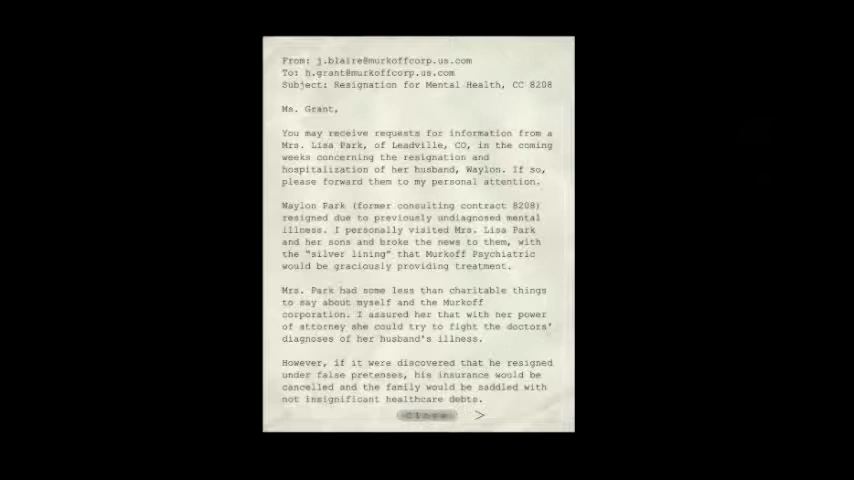 From: j.blaire@murkoffcorp.us.com
To: h.grant@murkoffcorp.us.com
Subject: Resignation for Mental Health, CC 8208
Ms. Grant,
You may receive requests for information from a
Mrs. Lisa Park, of Leadville, CO, in the coming
weeks concerning the resignation and
hospitalization of her husband, Waylon. If so,
please forward them to my personal attention.
Waylon Park (former consulting contract 8208)
resigned due to previously undiagnosed mental
illness. I personally visited Mrs. Lisa Park
and her sons and broke the news to them, with
the “silver lining” that Murkoff Psychiatric
would be graciously providing treatment.
Mrs. Park had some less than charitable things
to say about myself and the Murkoff
corporation. I assured her that with her power
of attorney she could try to fight the doctors’
diagnoses of her husband’s illness.
However, if it were discovered that he resigned
under false pretenses, his insurance would be
cancelled and the family would be saddled with
not insignificant healthcare debts.
Close >